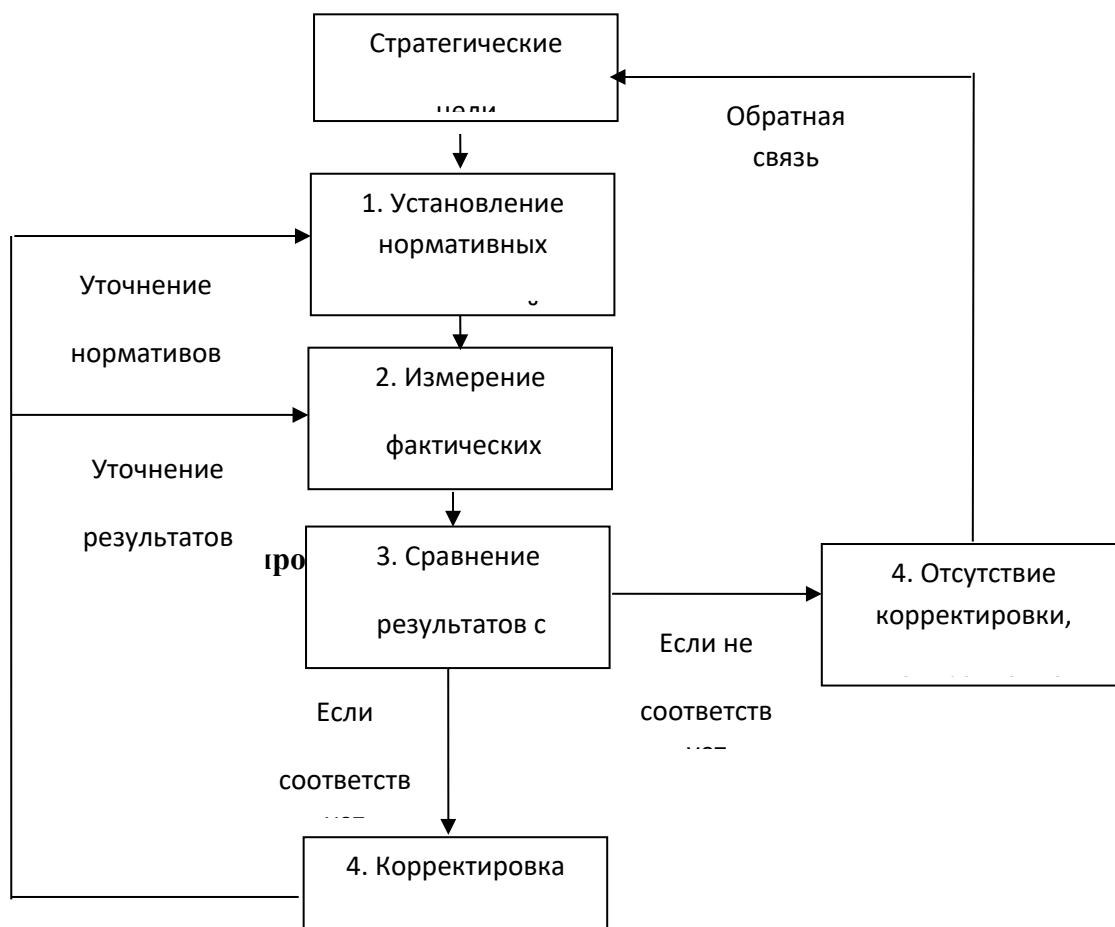 Стратегические
Обратная
связь
1. Установление
нормативных
Уточнение
нормативов
2. Измерение
фактических
Уточнение
результатов
3. Сравнение
результатов с
4. Отсутствие
корректировки,
Если не
соответств
Если
соответств
4. Корректировка